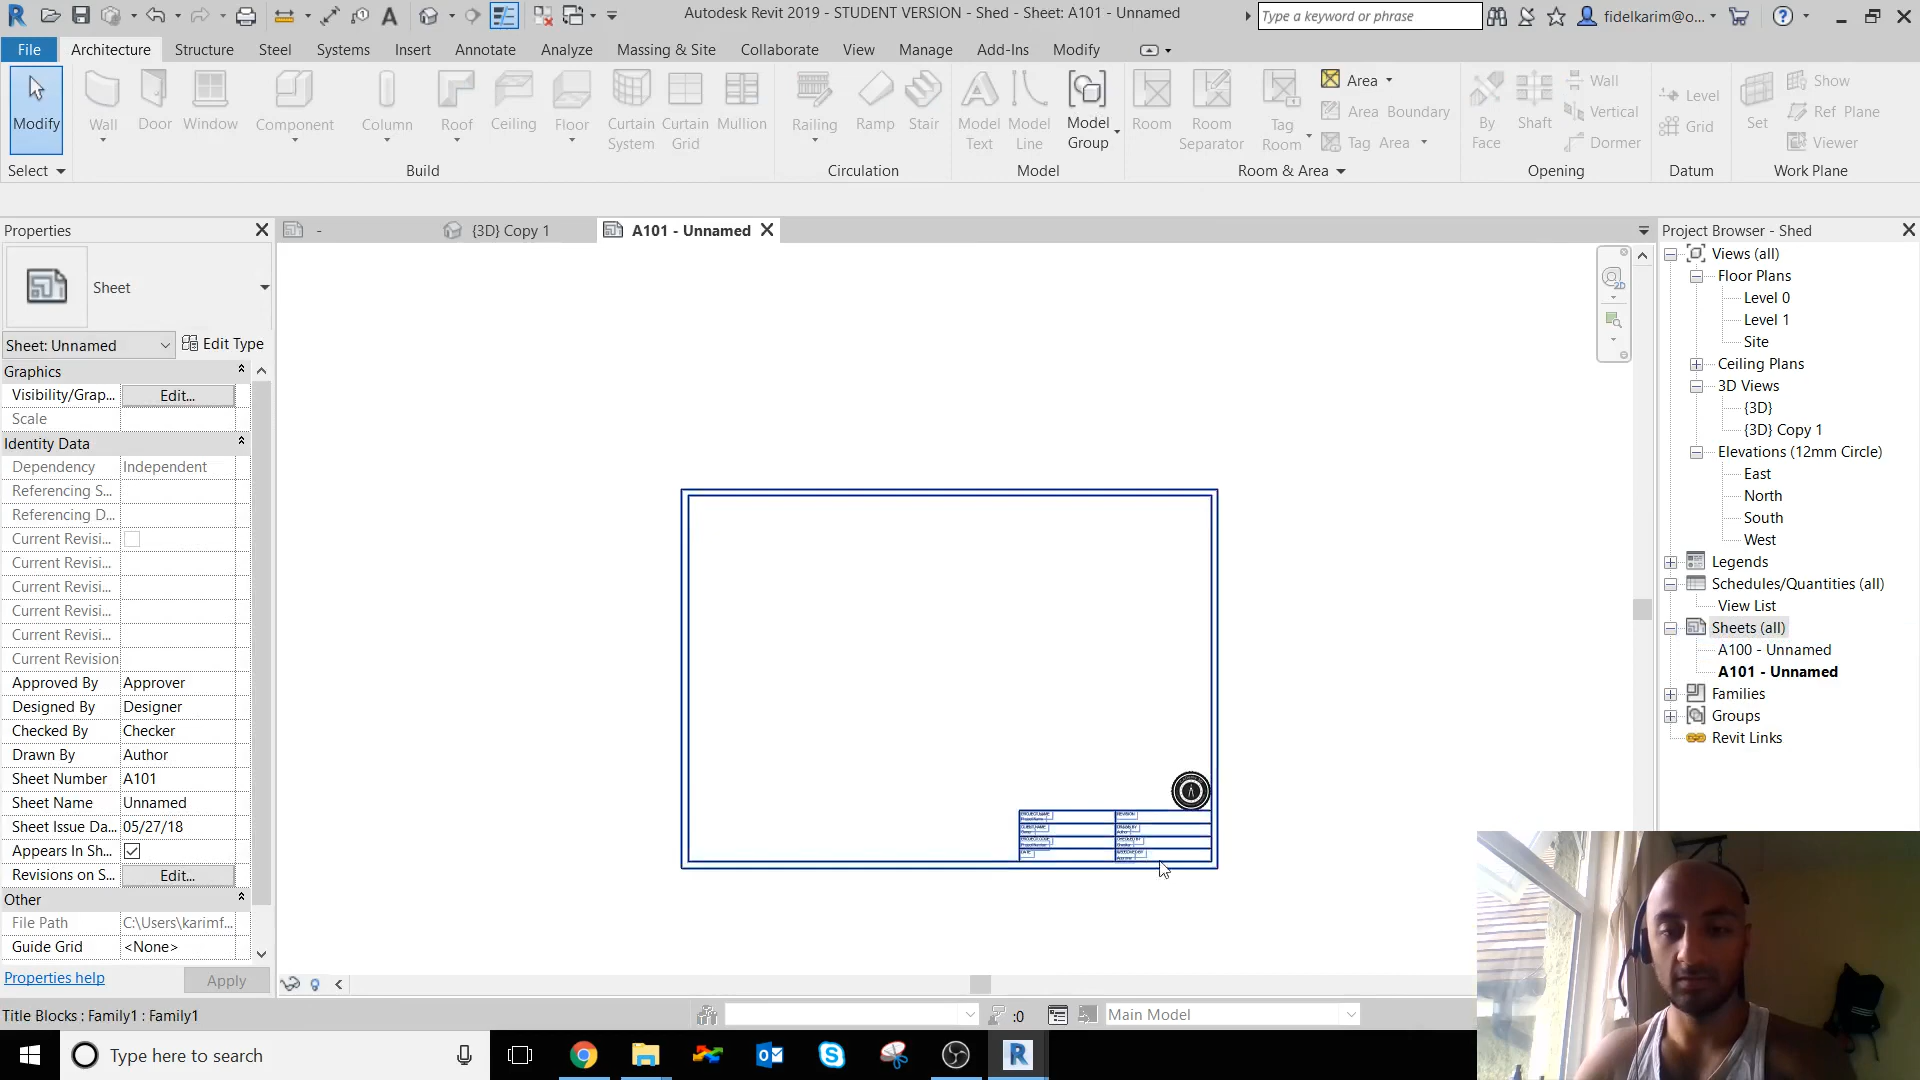 Autodesk Revit 2019 - STUDENT VERSION - Shed - Sheet: A101 - Unnamed
Type a keyword or phrase
fidelkarim@o...
File Architecture Structure Steel Systems Insert Annotate Analyze Massing & Site Collaborate View Manage Add-Ins Modify
Modify
Wall
Door
Window
Component
Column
Roof
Ceiling
Floor
Curtain System
Curtain Grid
Mullion
Railing
Ramp
Stair
Model Text
Model Line
Model Group
Room
Room Separator
Tag Room
Area
Area Boundary
Tag Area
By Face
Shaft
Wall
Vertical
Dormer
Level
Grid
Set
Show
Ref Plane
Viewer
Select
Build
Circulation
Model
Room & Area
Opening
Datum
Work Plane
Properties
Sheet
Sheet: Unnamed
Edit Type
Graphics
Visibility/Grap... Edit...
Scale
Identity Data
Dependency Independent
Referencing S...
Referencing D...
Current Revisi...
Current Revisi...
Current Revisi...
Current Revisi...
Current Revisi...
Current Revision
Approved By Approver
Designed By Designer
Checked By Checker
Drawn By Author
Sheet Number A101
Sheet Name Unnamed
Sheet Issue Da... 05/27/18
Appears In Sh...
Revisions on S... Edit...
Other
File Path C:\Users\karimf...
Guide Grid <None>
Properties help
Apply
-
{3D} Copy 1
A101 - Unnamed
2D
Project Browser - Shed
Views (all)
Floor Plans
Level 0
Level 1
Site
Ceiling Plans
3D Views
{3D}
{3D} Copy 1
Elevations (12mm Circle)
East
North
South
West
Legends
Schedules/Quantities (all)
View List
Sheets (all)
A100 - Unnamed
A101 - Unnamed
Families
Groups
Revit Links
Title Blocks : Family1 : Family1
:0
Main Model
Type here to search